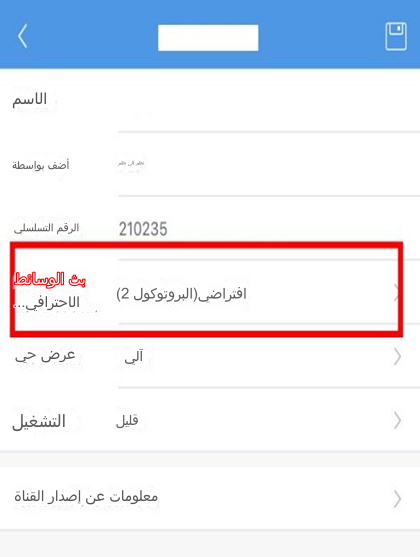 الاسم
أضف بواسطة
الرقم التسلسلي 210235
بث الوسائط
الاحترافي...
افتراضي(البروتوكول 2)
عرض حي آلي
التشغيل قليل
معلومات عن إصدار القناة